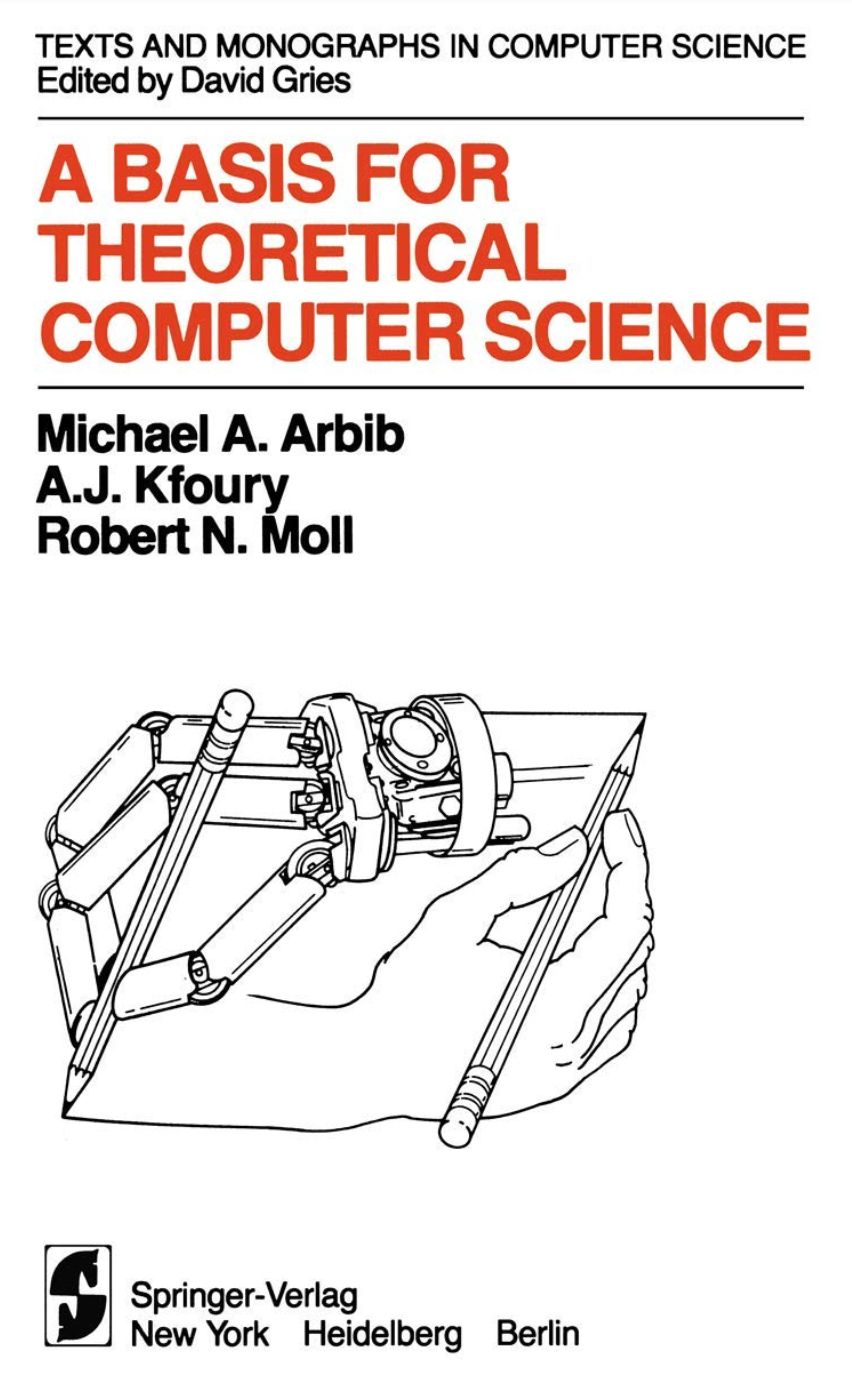 TEXTS AND MONOGRAPHS IN COMPUTER SCIENCE
Edited by David Gries
A BASIS FOR
THEORETICAL
COMPUTER SCIENCE
Michael A. Arbib
A.J. Kfoury
Robert N. Moll
Springer-Verlag
New York Heidelberg Berlin